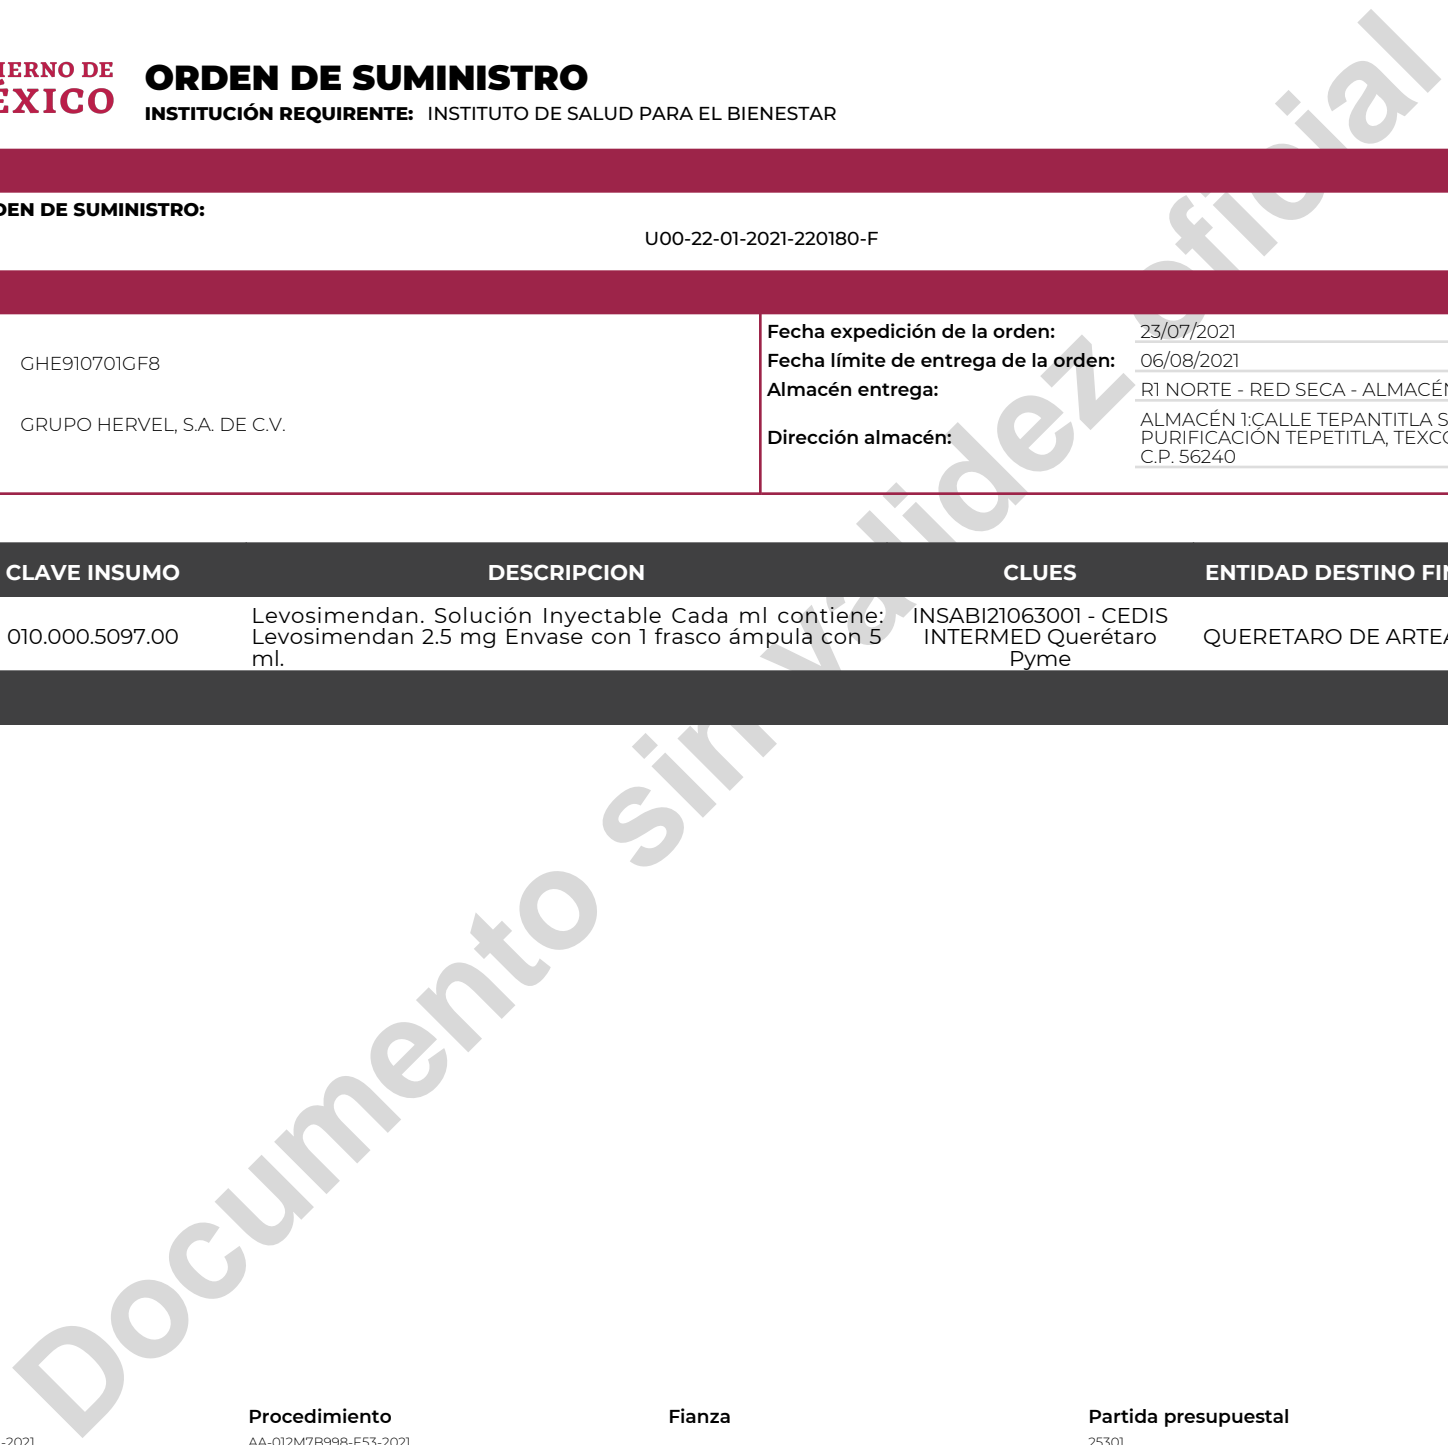 IERNO DE
ÉXICO
ORDEN DE SUMINISTRO
INSTITUCIÓN REQUIRENTE: INSTITUTO DE SALUD PARA EL BIENESTAR
DEN DE SUMINISTRO:
U00-22-01-2021-220180-F
GHE910701GF8
GRUPO HERVEL, S.A. DE C.V.
Fecha expedición de la orden: 23/07/2021
Fecha límite de entrega de la orden: 06/08/2021
Almacén entrega: R1 NORTE - RED SECA - ALMACÉN
Dirección almacén: ALMACÉN 1:CALLE TEPANTITLA S
PURIFICACIÓN TEPETITLA, TEXCO
C.P. 56240
CLAVE INSUMO DESCRIPCION CLUES ENTIDAD DESTINO FIN
010.000.5097.00
Levosimendan. Solución Inyectable Cada ml contiene:
Levosimendan 2.5 mg Envase con 1 frasco ámpula con 5
ml.
INSABI21063001 - CEDIS
INTERMED Querétaro
Pyme
QUERETARO DE ARTEA
Documento sin validez oficial
Procedimiento Fianza Partida presupuestal
-2021 AA-012M7B998-E53-2021 25301